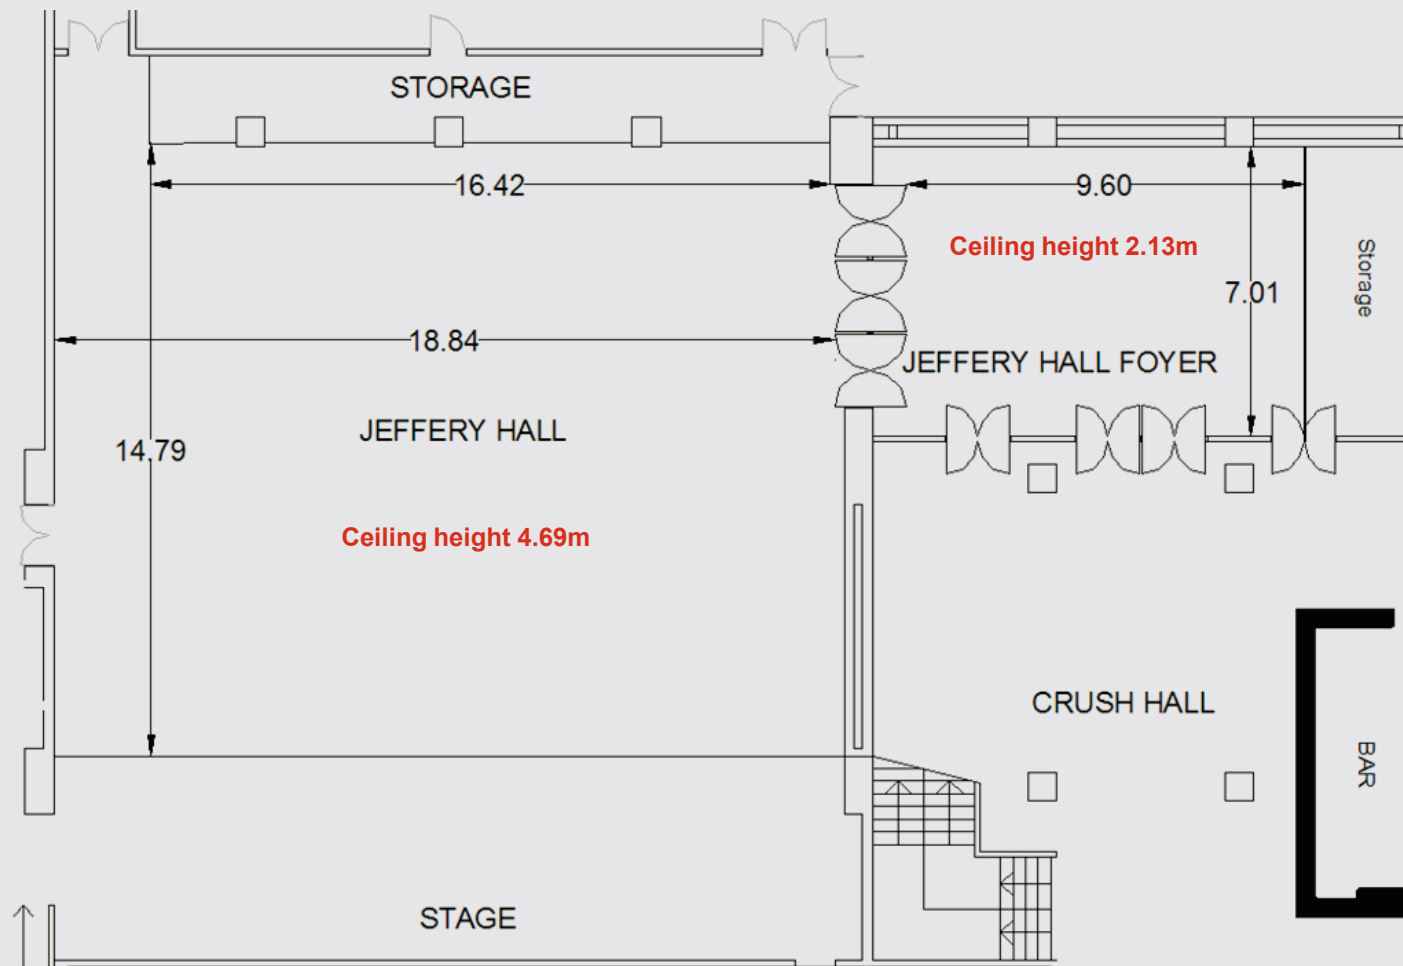 STORAGE
16.42
9.60
Ceiling height 2.13m
Storage
7.01
18.84
JEFFERY HALL FOYER
JEFFERY HALL
14.79
Ceiling height 4.69m
CRUSH HALL
BAR
STAGE